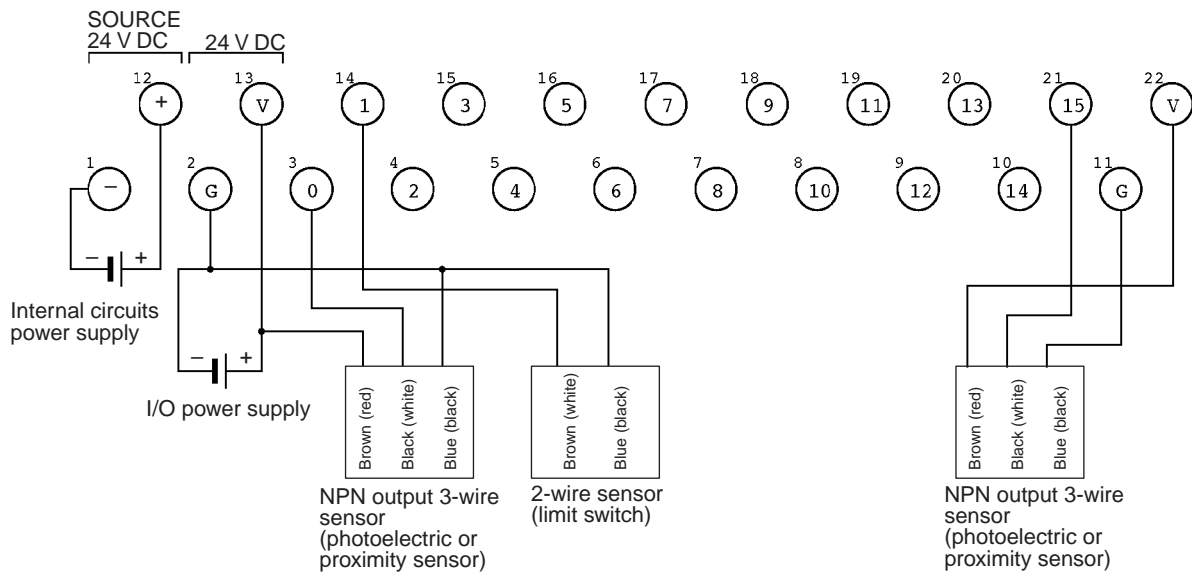 SOURCE
24 V DC 24 V DC
12 13 14 15 16 17 18 19 20 21 22
+ V 1 3 5 7 9 11 13 15 V
1 2 3 4 5 6 7 8 9 10 11
− G 0 2 4 6 8 10 12 14 G
− +
Internal circuits
power supply
− +
I/O power supply
Brown (red)
Black (white)
Blue (black)
NPN output 3-wire
sensor
(photoelectric or
proximity sensor)
Brown (white)
Blue (black)
2-wire sensor
(limit switch)
Brown (red)
Black (white)
Blue (black)
NPN output 3-wire
sensor
(photoelectric or
proximity sensor)